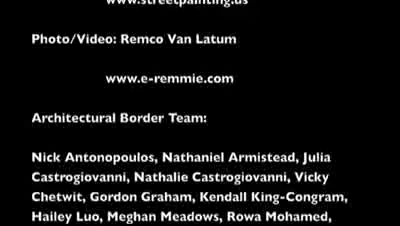 www.streetpainting.us
Photo/Video: Remco Van Latum
www.e-remmie.com
Architectural Border Team:
Nick Antonopoulos, Nathaniel Armistead, Julia
Castrogiovanni, Nathalie Castrogiovanni, Vicky
Chetwit, Gordon Graham, Kendall King-Congram,
Hailey Luo, Meghan Meadows, Rowa Mohamed,